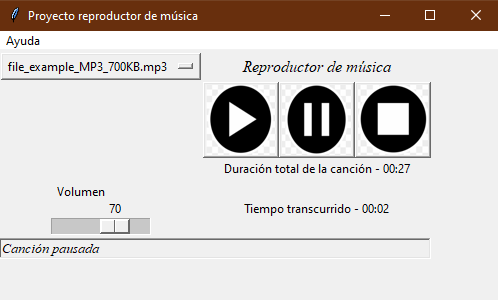 Proyecto reproductor de música
Ayuda
file_example_MP3_700KB.mp3
Reproductor de música
Duración total de la canción - 00:27
Volumen
70
Tiempo transcurrido - 00:02
Canción pausada